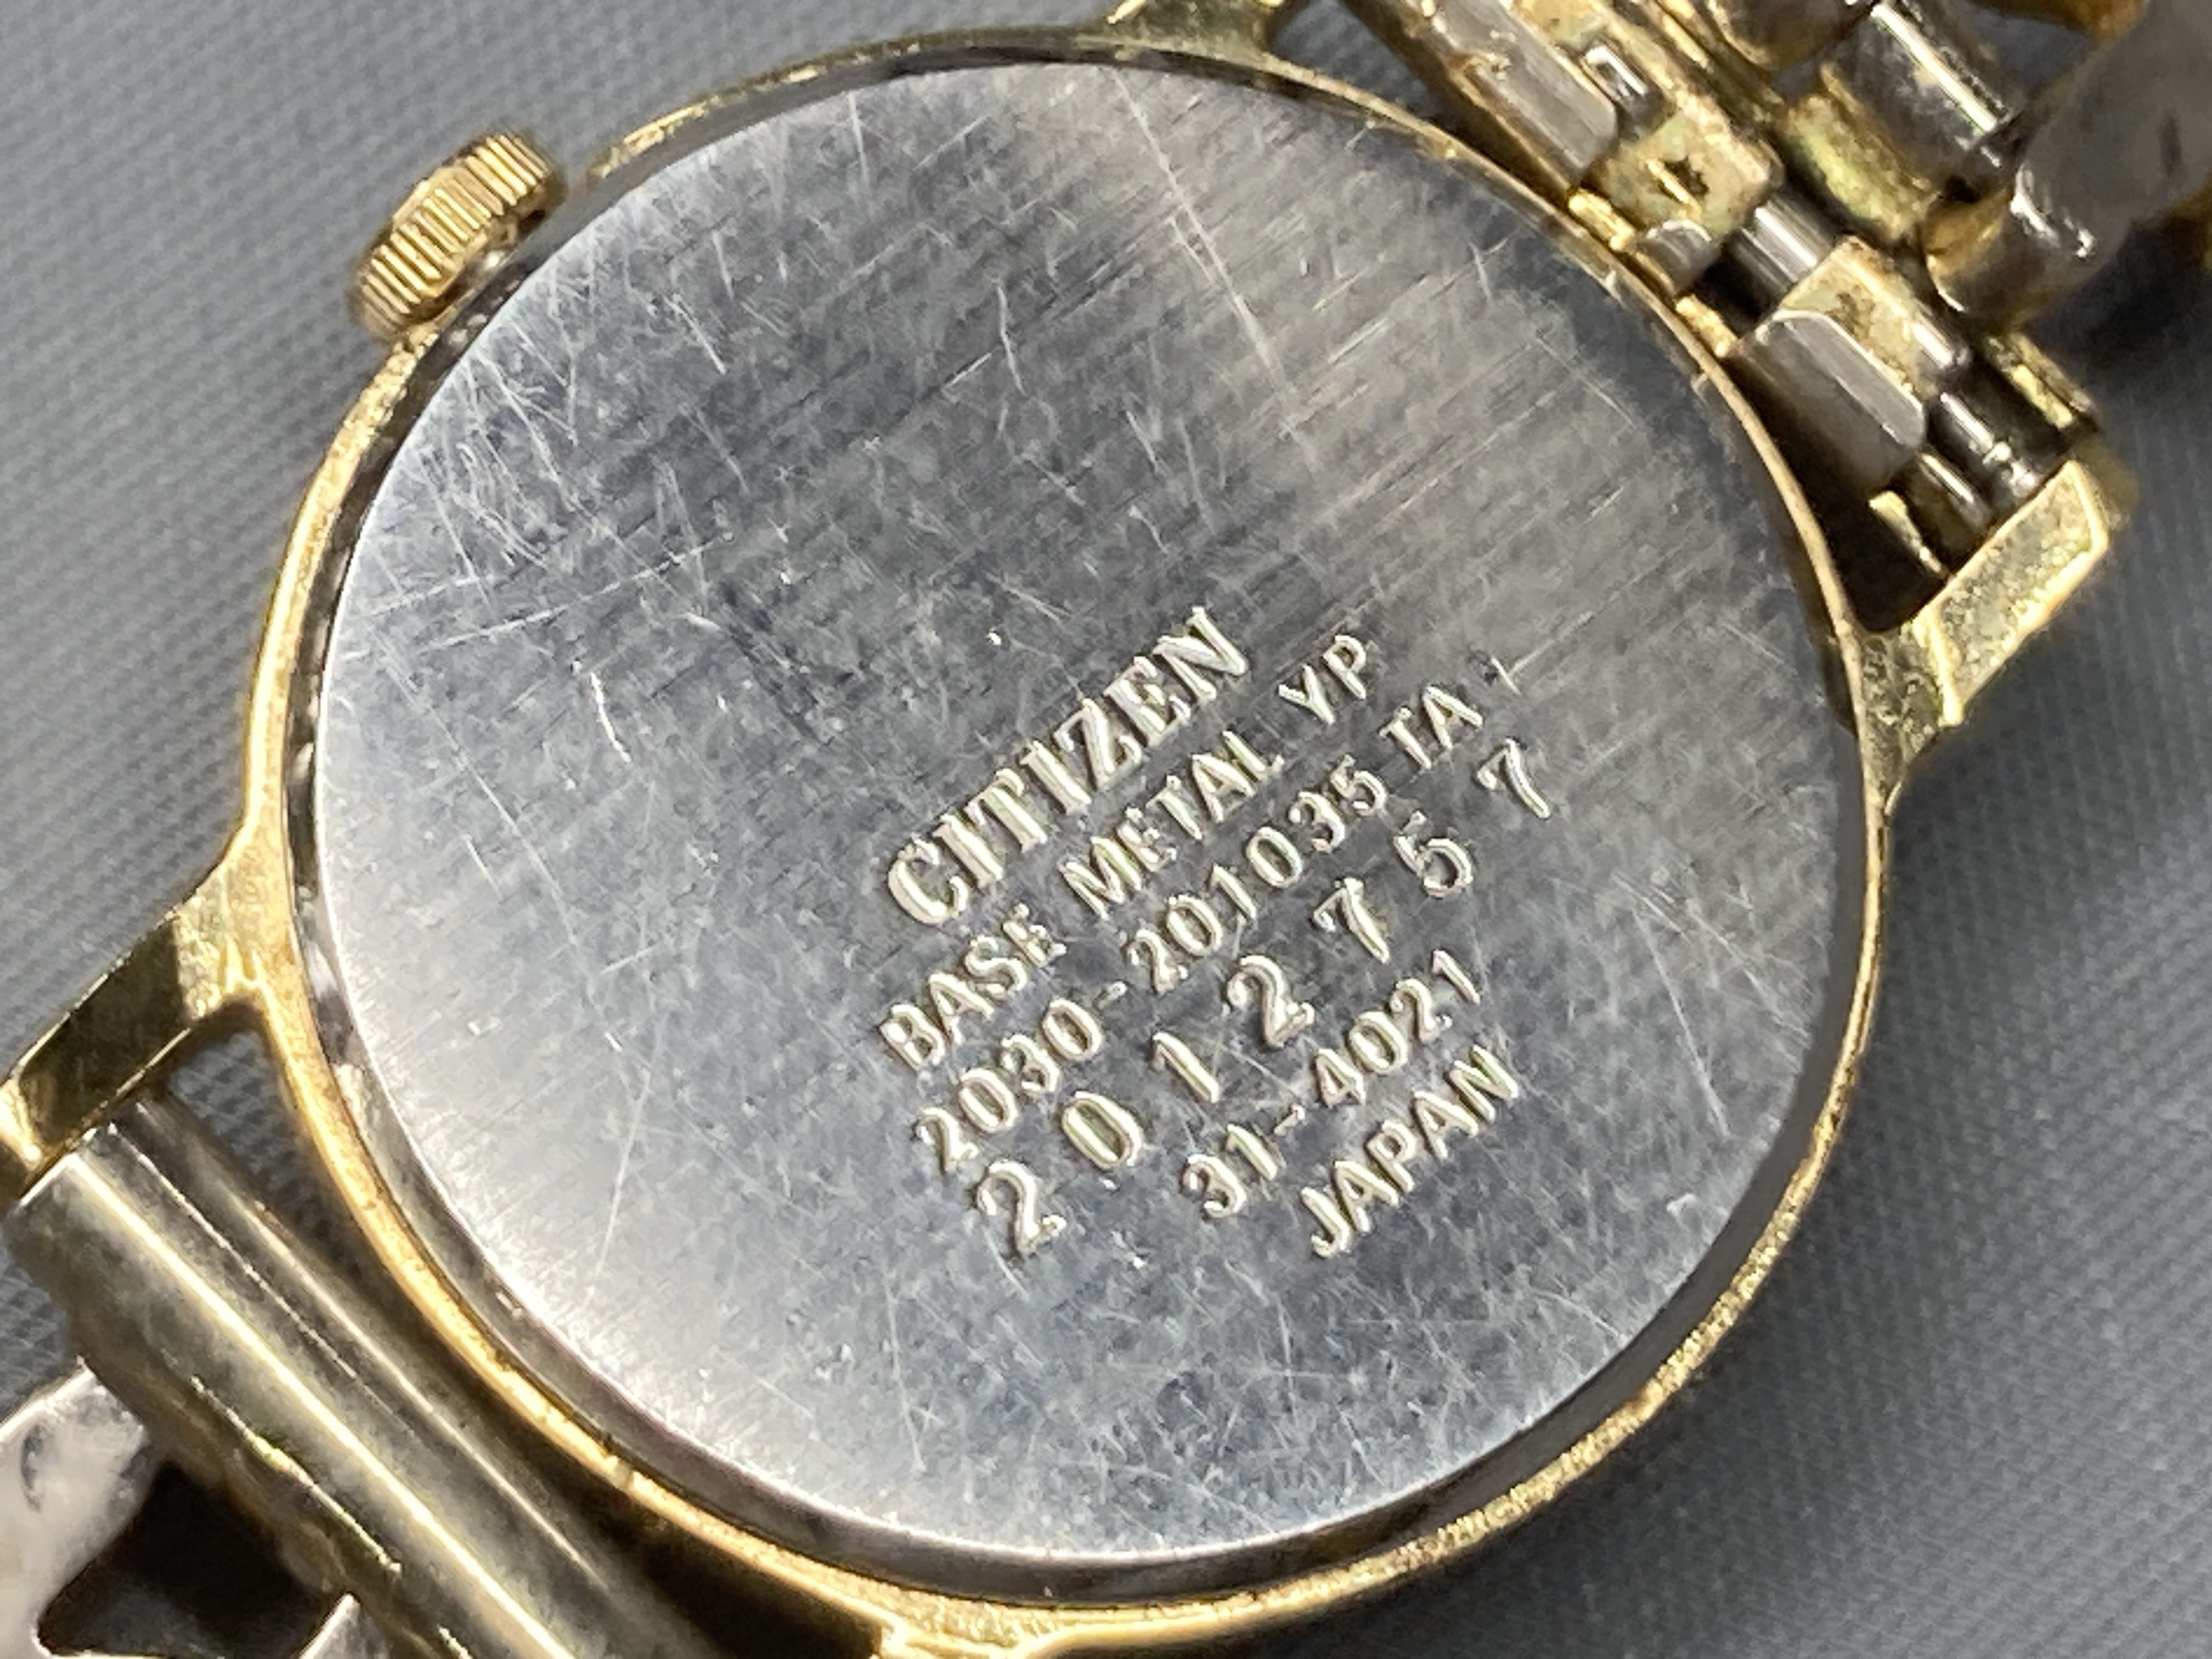 CITIZEN
BASE METAL YP
2030-201035 TA
2012757
31-4021
JAPAN